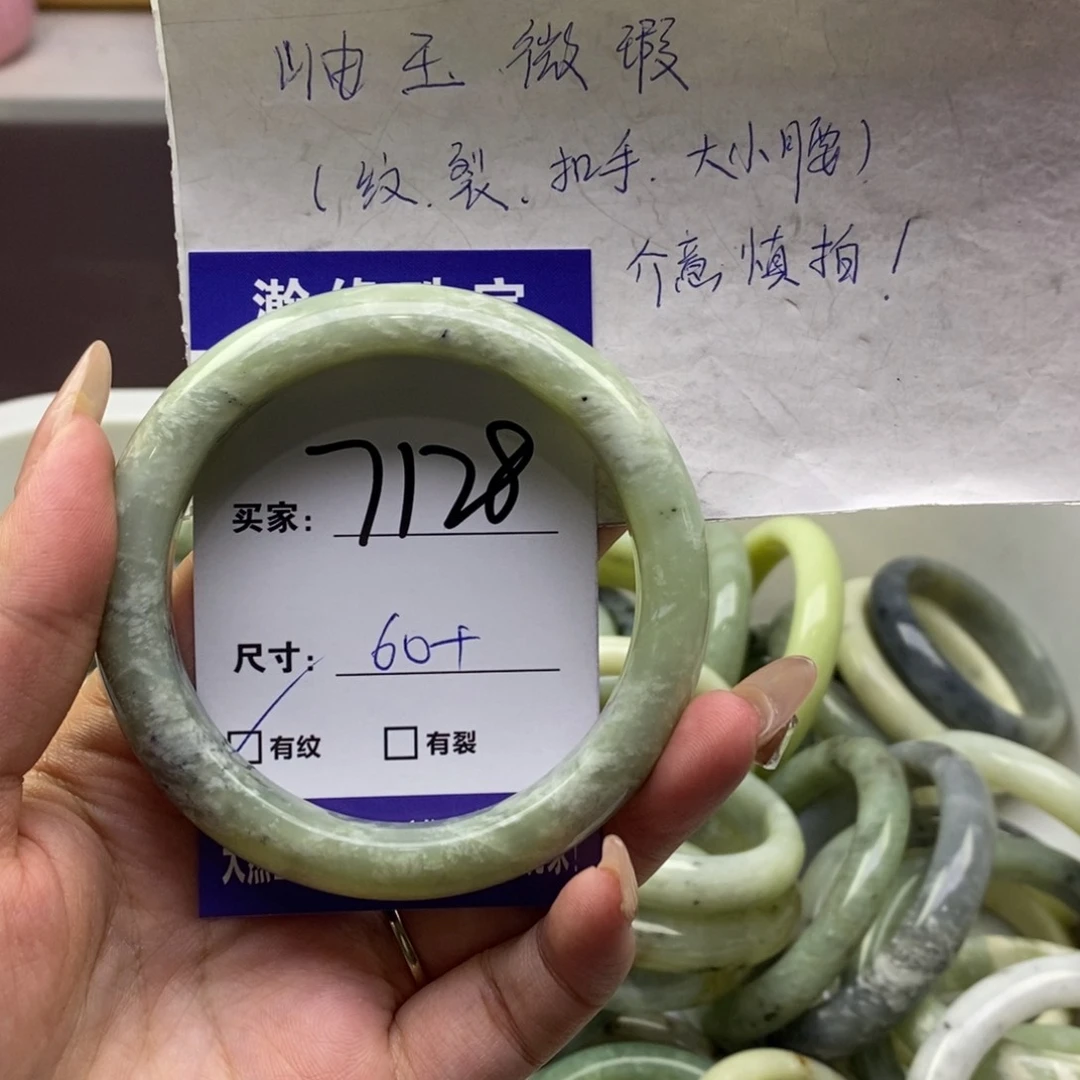 岫玉微瑕
(纹.裂.扣手.大小腰)
介意慎拍!
买家: 7128
尺寸: 60+
有纹 有裂